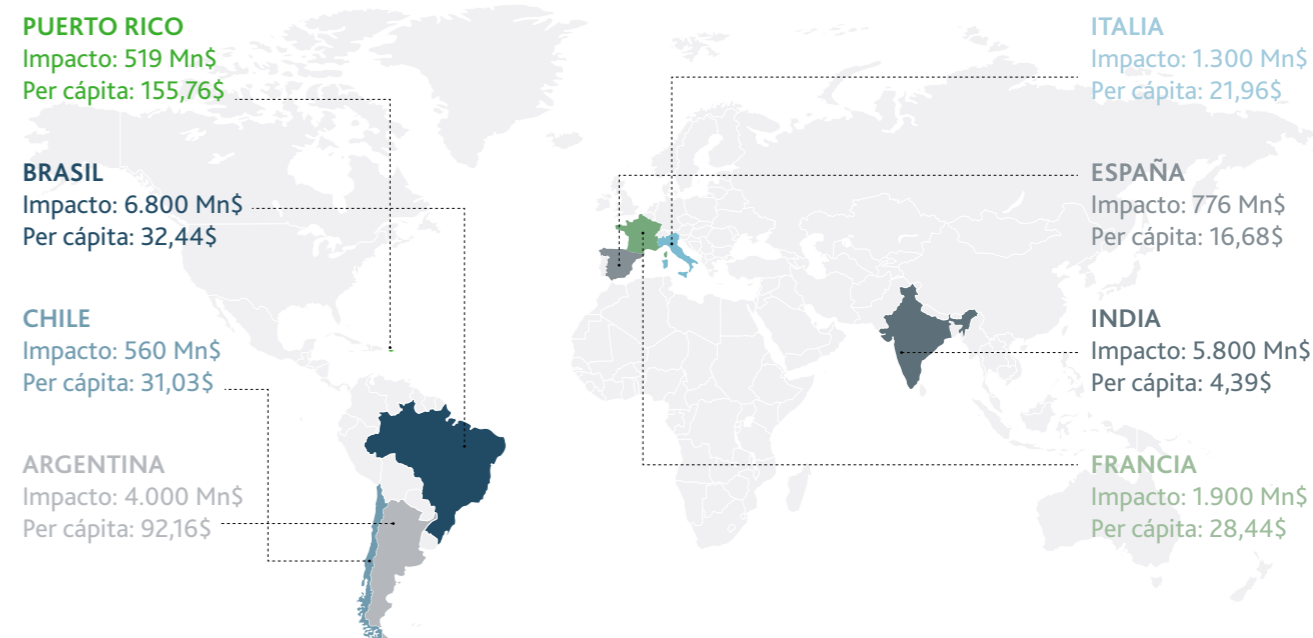 PUERTO RICO
Impacto: 519 Mn$
Per cápita: 155,76$
BRASIL
Impacto: 6.800 Mn$
Per cápita: 32,44$
CHILE
Impacto: 560 Mn$
Per cápita: 31,03$
ARGENTINA
Impacto: 4.000 Mn$
Per cápita: 92,16$
ITALIA
Impacto: 1.300 Mn$
Per cápita: 21,96$
ESPAÑA
Impacto: 776 Mn$
Per cápita: 16,68$
INDIA
Impacto: 5.800 Mn$
Per cápita: 4,39$
FRANCIA
Impacto: 1.900 Mn$
Per cápita: 28,44$